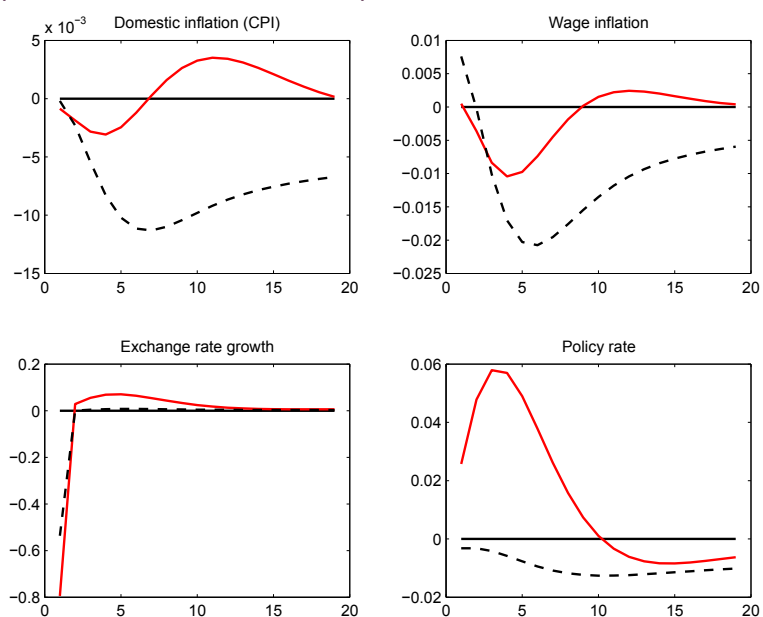 Domestic inflation (CPI)
x 10⁻³
5
0
−5
−10
−15
0 5 10 15 20
Wage inflation
0.01
0.005
0
−0.005
−0.01
−0.015
−0.02
−0.025
0 5 10 15 20
Exchange rate growth
0.2
0
−0.2
−0.4
−0.6
−0.8
0 5 10 15 20
Policy rate
0.06
0.04
0.02
0
−0.02
0 5 10 15 20